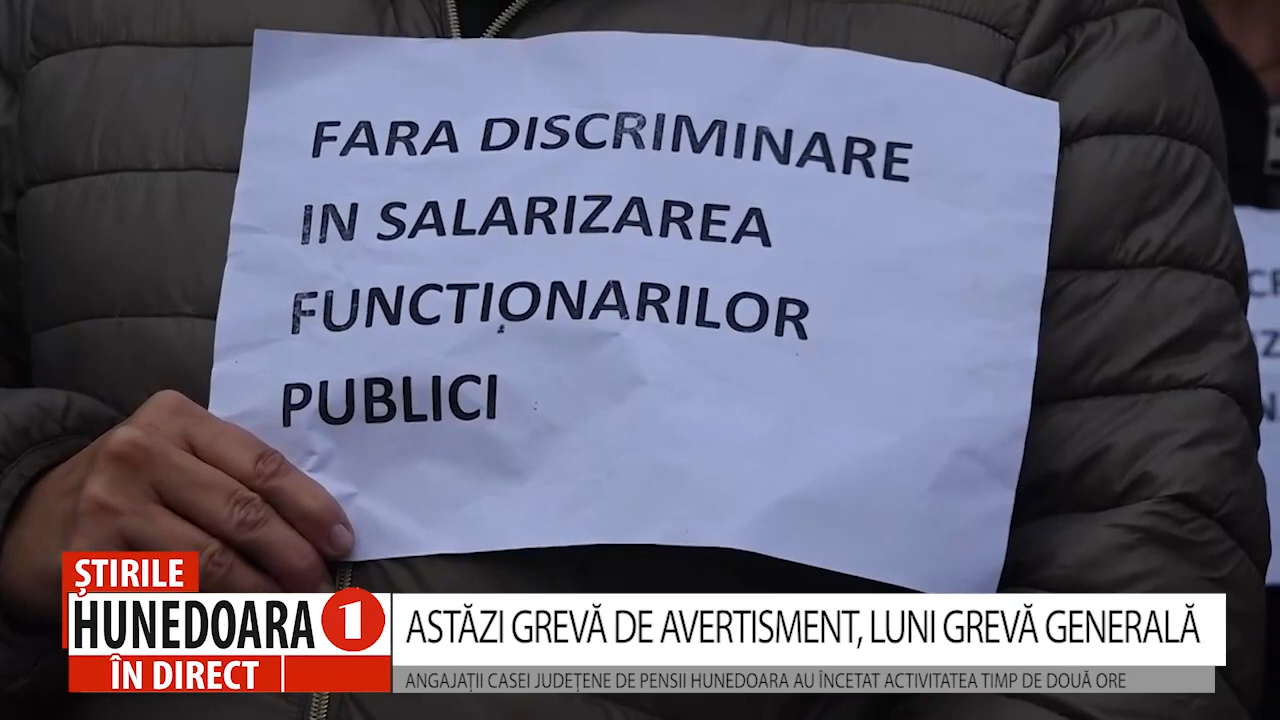 FARA DISCRIMINARE
IN SALARIZAREA
FUNCȚIONARILOR
PUBLICI
ȘTIRILE
HUNEDOARA 1
ÎN DIRECT
ASTĂZI GREVĂ DE AVERTISMENT, LUNI GREVĂ GENERALĂ
ANGAJAȚII CASEI JUDEȚENE DE PENSII HUNEDOARA AU ÎNCETAT ACTIVITATEA TIMP DE DOUĂ ORE